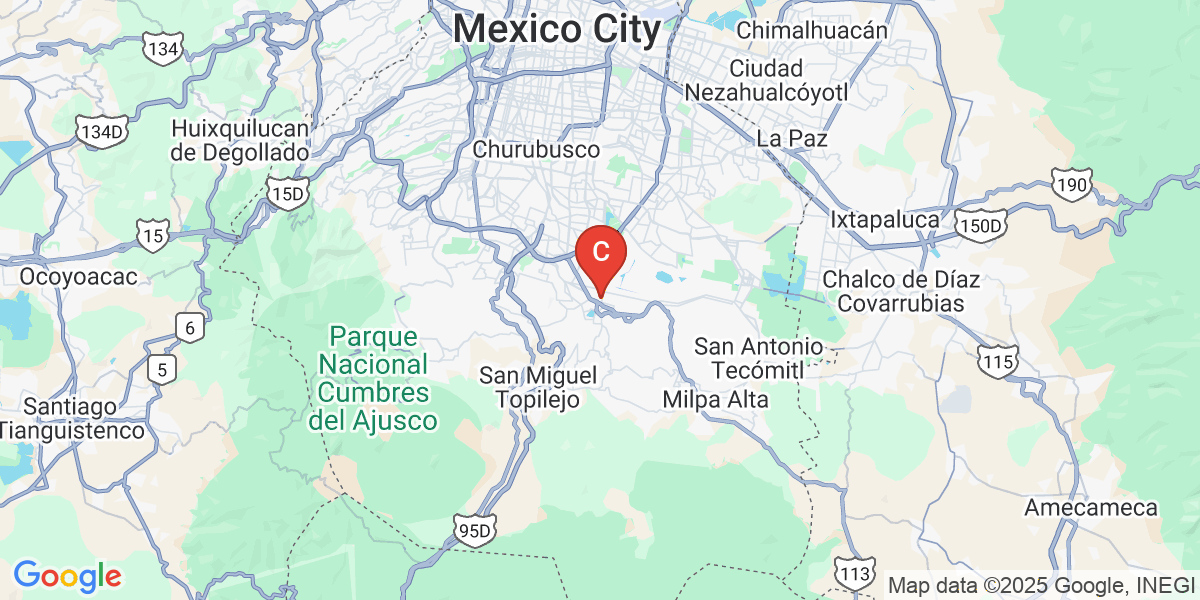 Mexico City
Chimalhuacán
134
Ciudad
Nezahualcóyotl
134D
Huixquilucan
de Degollado
Churubusco
La Paz
15D
190
15
Ixtapaluca
150D
C
Ocoyoacac
Chalco de Díaz
Covarrubias
6
Parque
Nacional
Cumbres
del Ajusco
San Antonio
Tecómitl
5
115
San Miguel
Topilejo
Milpa Alta
Santiago
Tianguistenco
Amecameca
95D
113
Google
Map data ©2025 Google, INEGI